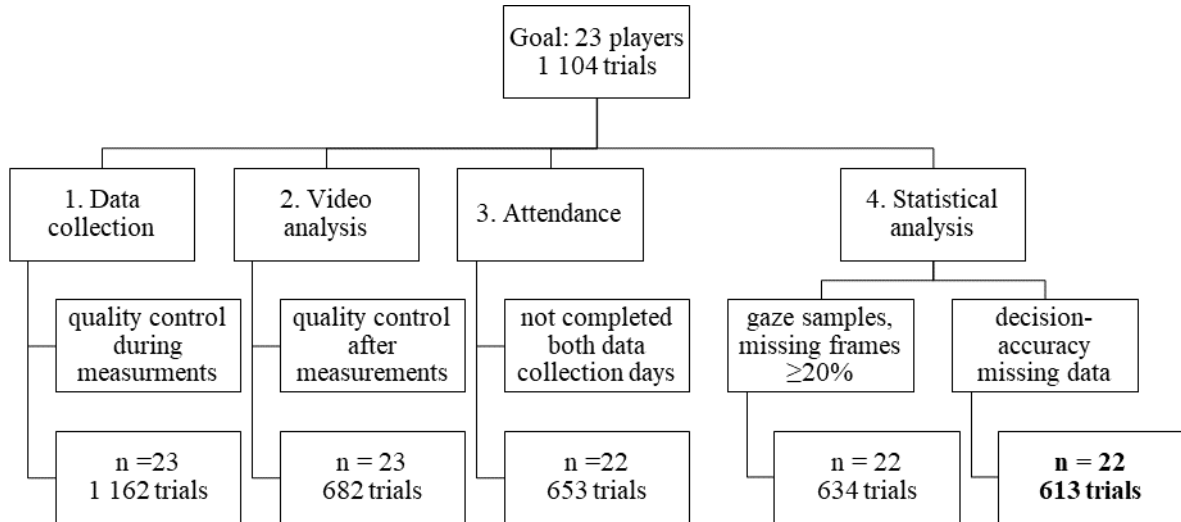 Goal: 23 players
1 104 trials
1. Data
collection
2. Video
analysis
3. Attendance
4. Statistical
analysis
quality control
during
measurments
quality control
after
measurements
not completed
both data
collection days
gaze samples,
missing frames
≥20%
decision-
accuracy
missing data
n =23
1 162 trials
n = 23
682 trials
n =22
653 trials
n = 22
634 trials
n = 22
613 trials